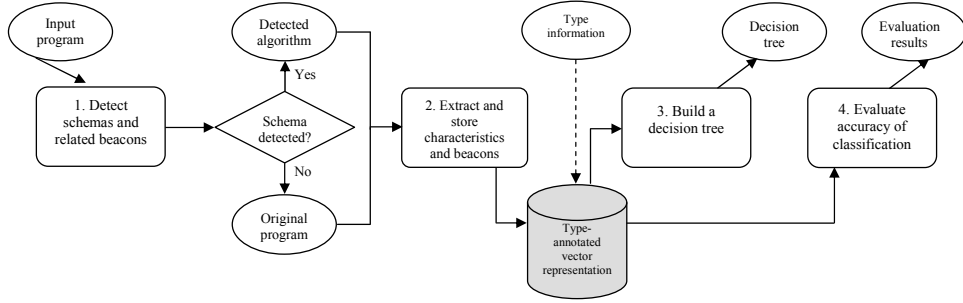 Input
program
1. Detect
schemas and
related beacons
Detected
algorithm
Yes
Schema
detected?
No
Original
program
2. Extract and
store
characteristics
and beacons
Type
information
Type-
annotated
vector
representation
3. Build a
decision tree
Decision
tree
4. Evaluate
accuracy of
classification
Evaluation
results